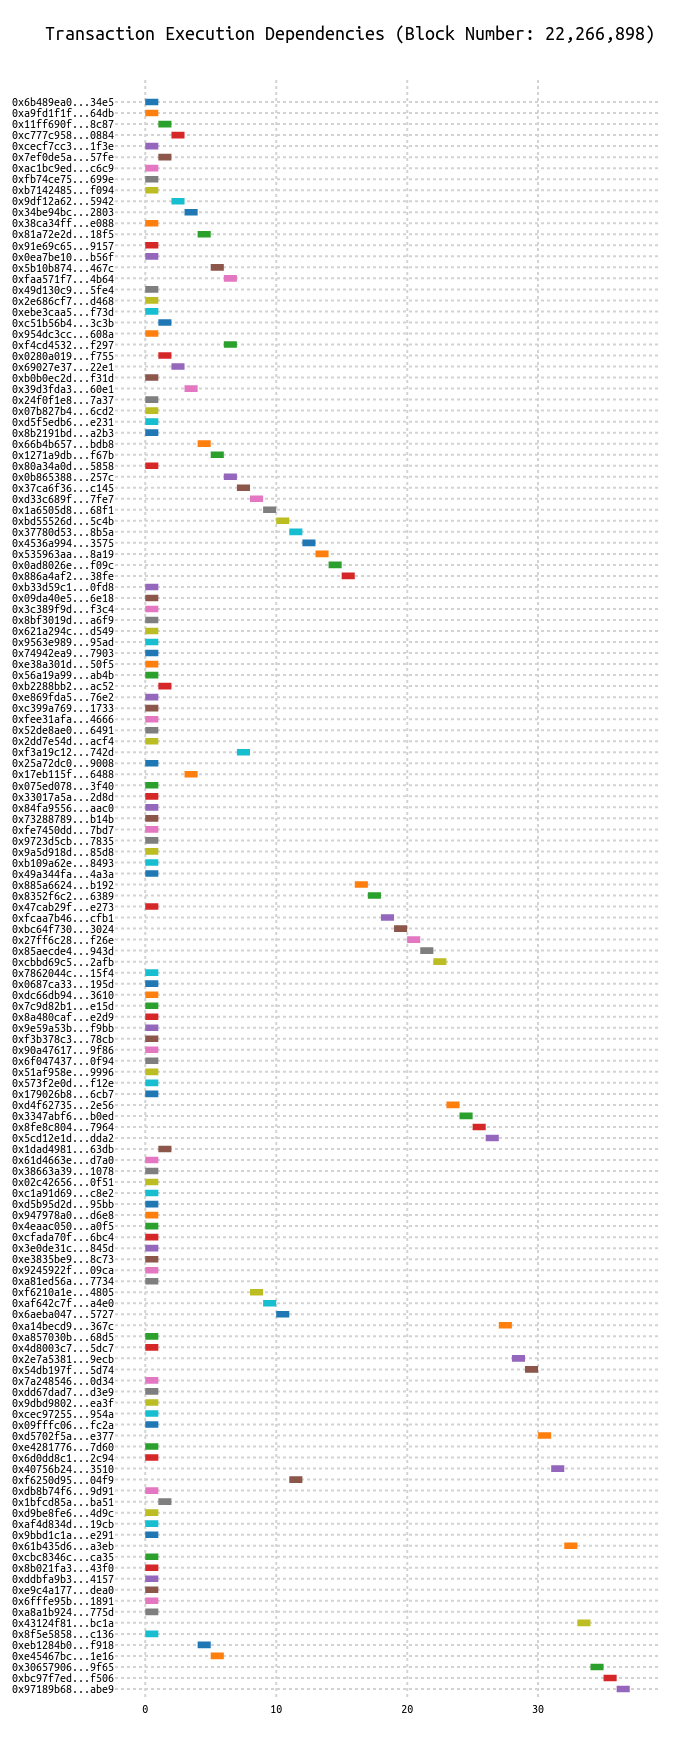 Transaction Execution Dependencies (Block Number: 22,266,898)
0x6b489ea0...34e5
0xa9fd1f1f...64db
0x11ff690f...8c87
0xc777c958...0884
0xcecf7cc3...1f3e
0x7ef0de5a...57fe
0xac1bc9ed...c6c9
0xfb74ce75...699e
0xb7142485...f094
0x9df12a62...5942
0x34be94bc...2803
0x38ca34ff...e088
0x81a72e2d...18f5
0x91e69c65...9157
0x0ea7be10...b56f
0x5b10b874...467c
0xfaa571f7...4b64
0x49d130c9...5fe4
0x2e686cf7...d468
0xebe3caa5...f73d
0xc51b56b4...3c3b
0x954dc3cc...608a
0xf4cd4532...f297
0x0280a019...f755
0x69027e37...22e1
0xb0b0ec2d...f31d
0x39d3fda3...60e1
0x24f0f1e8...7a37
0x07b827b4...6cd2
0xd5f5edb6...e231
0x8b2191bd...a2b3
0x66b4b657...bdb8
0x1271a9db...f67b
0x80a34a0d...5858
0x0b865388...257c
0x37ca6f36...c145
0xd33c689f...7fe7
0x1a6505d8...68f1
0xbd55526d...5c4b
0x37780d53...8b5a
0x4536a994...3575
0x535963aa...8a19
0x0ad8026e...f09c
0x886a4af2...38fe
0xb33d59c1...0fd8
0x09da40e5...6e18
0x3c389f9d...f3c4
0x8bf3019d...a6f9
0x621a294c...d549
0x9563e989...95ad
0x74942ea9...7903
0xe38a301d...50f5
0x56a19a99...ab4b
0xb2288bb2...ac52
0xe869fda5...76e2
0xc399a769...1733
0xfee31afa...4666
0x52de8ae0...6491
0x2dd7e54d...acf4
0xf3a19c12...742d
0x25a72dc0...9008
0x17eb115f...6488
0x075ed078...3f40
0x33017a5a...2d8d
0x84fa9556...aac0
0x73288789...b14b
0xfe7450dd...7bd7
0x9723d5cb...7835
0x9a5d918d...85d8
0xb109a62e...8493
0x49a344fa...4a3a
0x885a6624...b192
0x8352f6c2...6389
0x47cab29f...e273
0xfcaa7b46...cfb1
0xbc64f730...3024
0x27ff6c28...f26e
0x85aecde4...943d
0xcbbd69c5...2afb
0x7862044c...15f4
0x0687ca33...195d
0xdc66db94...3610
0x7c9d82b1...e15d
0x8a480caf...e2d9
0x9e59a53b...f9bb
0xf3b378c3...78cb
0x90a47617...9f86
0x6f047437...0f94
0x51af958e...9996
0x573f2e0d...f12e
0x179026b8...6cb7
0xd4f62735...2e56
0x3347abf6...b0ed
0x8fe8c804...7964
0x5cd12e1d...dda2
0x1dad4981...63db
0x61d4663e...d7a0
0x38663a39...1078
0x02c42656...0f51
0xc1a91d69...c8e2
0xd5b95d2d...95bb
0x947978a0...d6e8
0x4eaac050...a0f5
0xcfada70f...6bc4
0x3e0de31c...845d
0xe3835be9...8c73
0x9245922f...09ca
0xa81ed56a...7734
0xf6210a1e...4805
0xaf642c7f...a4e0
0x6aeba047...5727
0xa14becd9...367c
0xa857030b...68d5
0x4d8003c7...5dc7
0x2e7a5381...9ecb
0x54db197f...5d74
0x7a248546...0d34
0xdd67dad7...d3e9
0x9dbd9802...ea3f
0xcec97255...954a
0x09fffc06...fc2a
0xd5702f5a...e377
0xe4281776...7d60
0x6d0dd8c1...2c94
0x40756b24...3510
0xf6250d95...04f9
0xdb8b74f6...9d91
0x1bfcd85a...ba51
0xd9be8fe6...4d9c
0xaf4d834d...19cb
0x9bbd1c1a...e291
0x61b435d6...a3eb
0xcbc8346c...ca35
0x8b021fa3...43f0
0xddbfa9b3...4157
0xe9c4a177...dea0
0x6fffe95b...1891
0xa8a1b924...775d
0x43124f81...bc1a
0x8f5e5858...c136
0xeb1284b0...f918
0xe45467bc...1e16
0x30657906...9f65
0xbc97f7ed...f506
0x97189b68...abe9
0 10 20 30